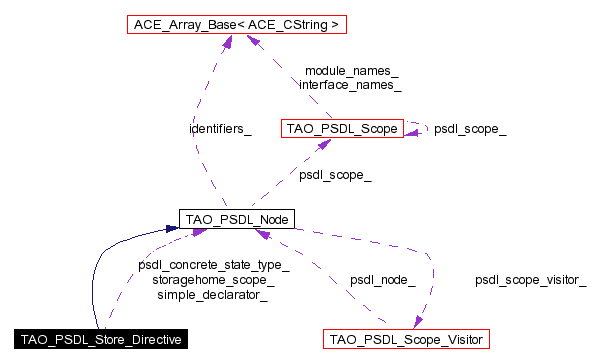 ACE_Array_Base< ACE_CString >
module_names_
interface_names_
identifiers_
TAO_PSDL_Scope
psdl_scope_
psdl_scope_
TAO_PSDL_Node
psdl_concrete_state_type_
storagehome_scope_
simple_declarator_
psdl_node_
psdl_scope_visitor_
TAO_PSDL_Store_Directive
TAO_PSDL_Scope_Visitor